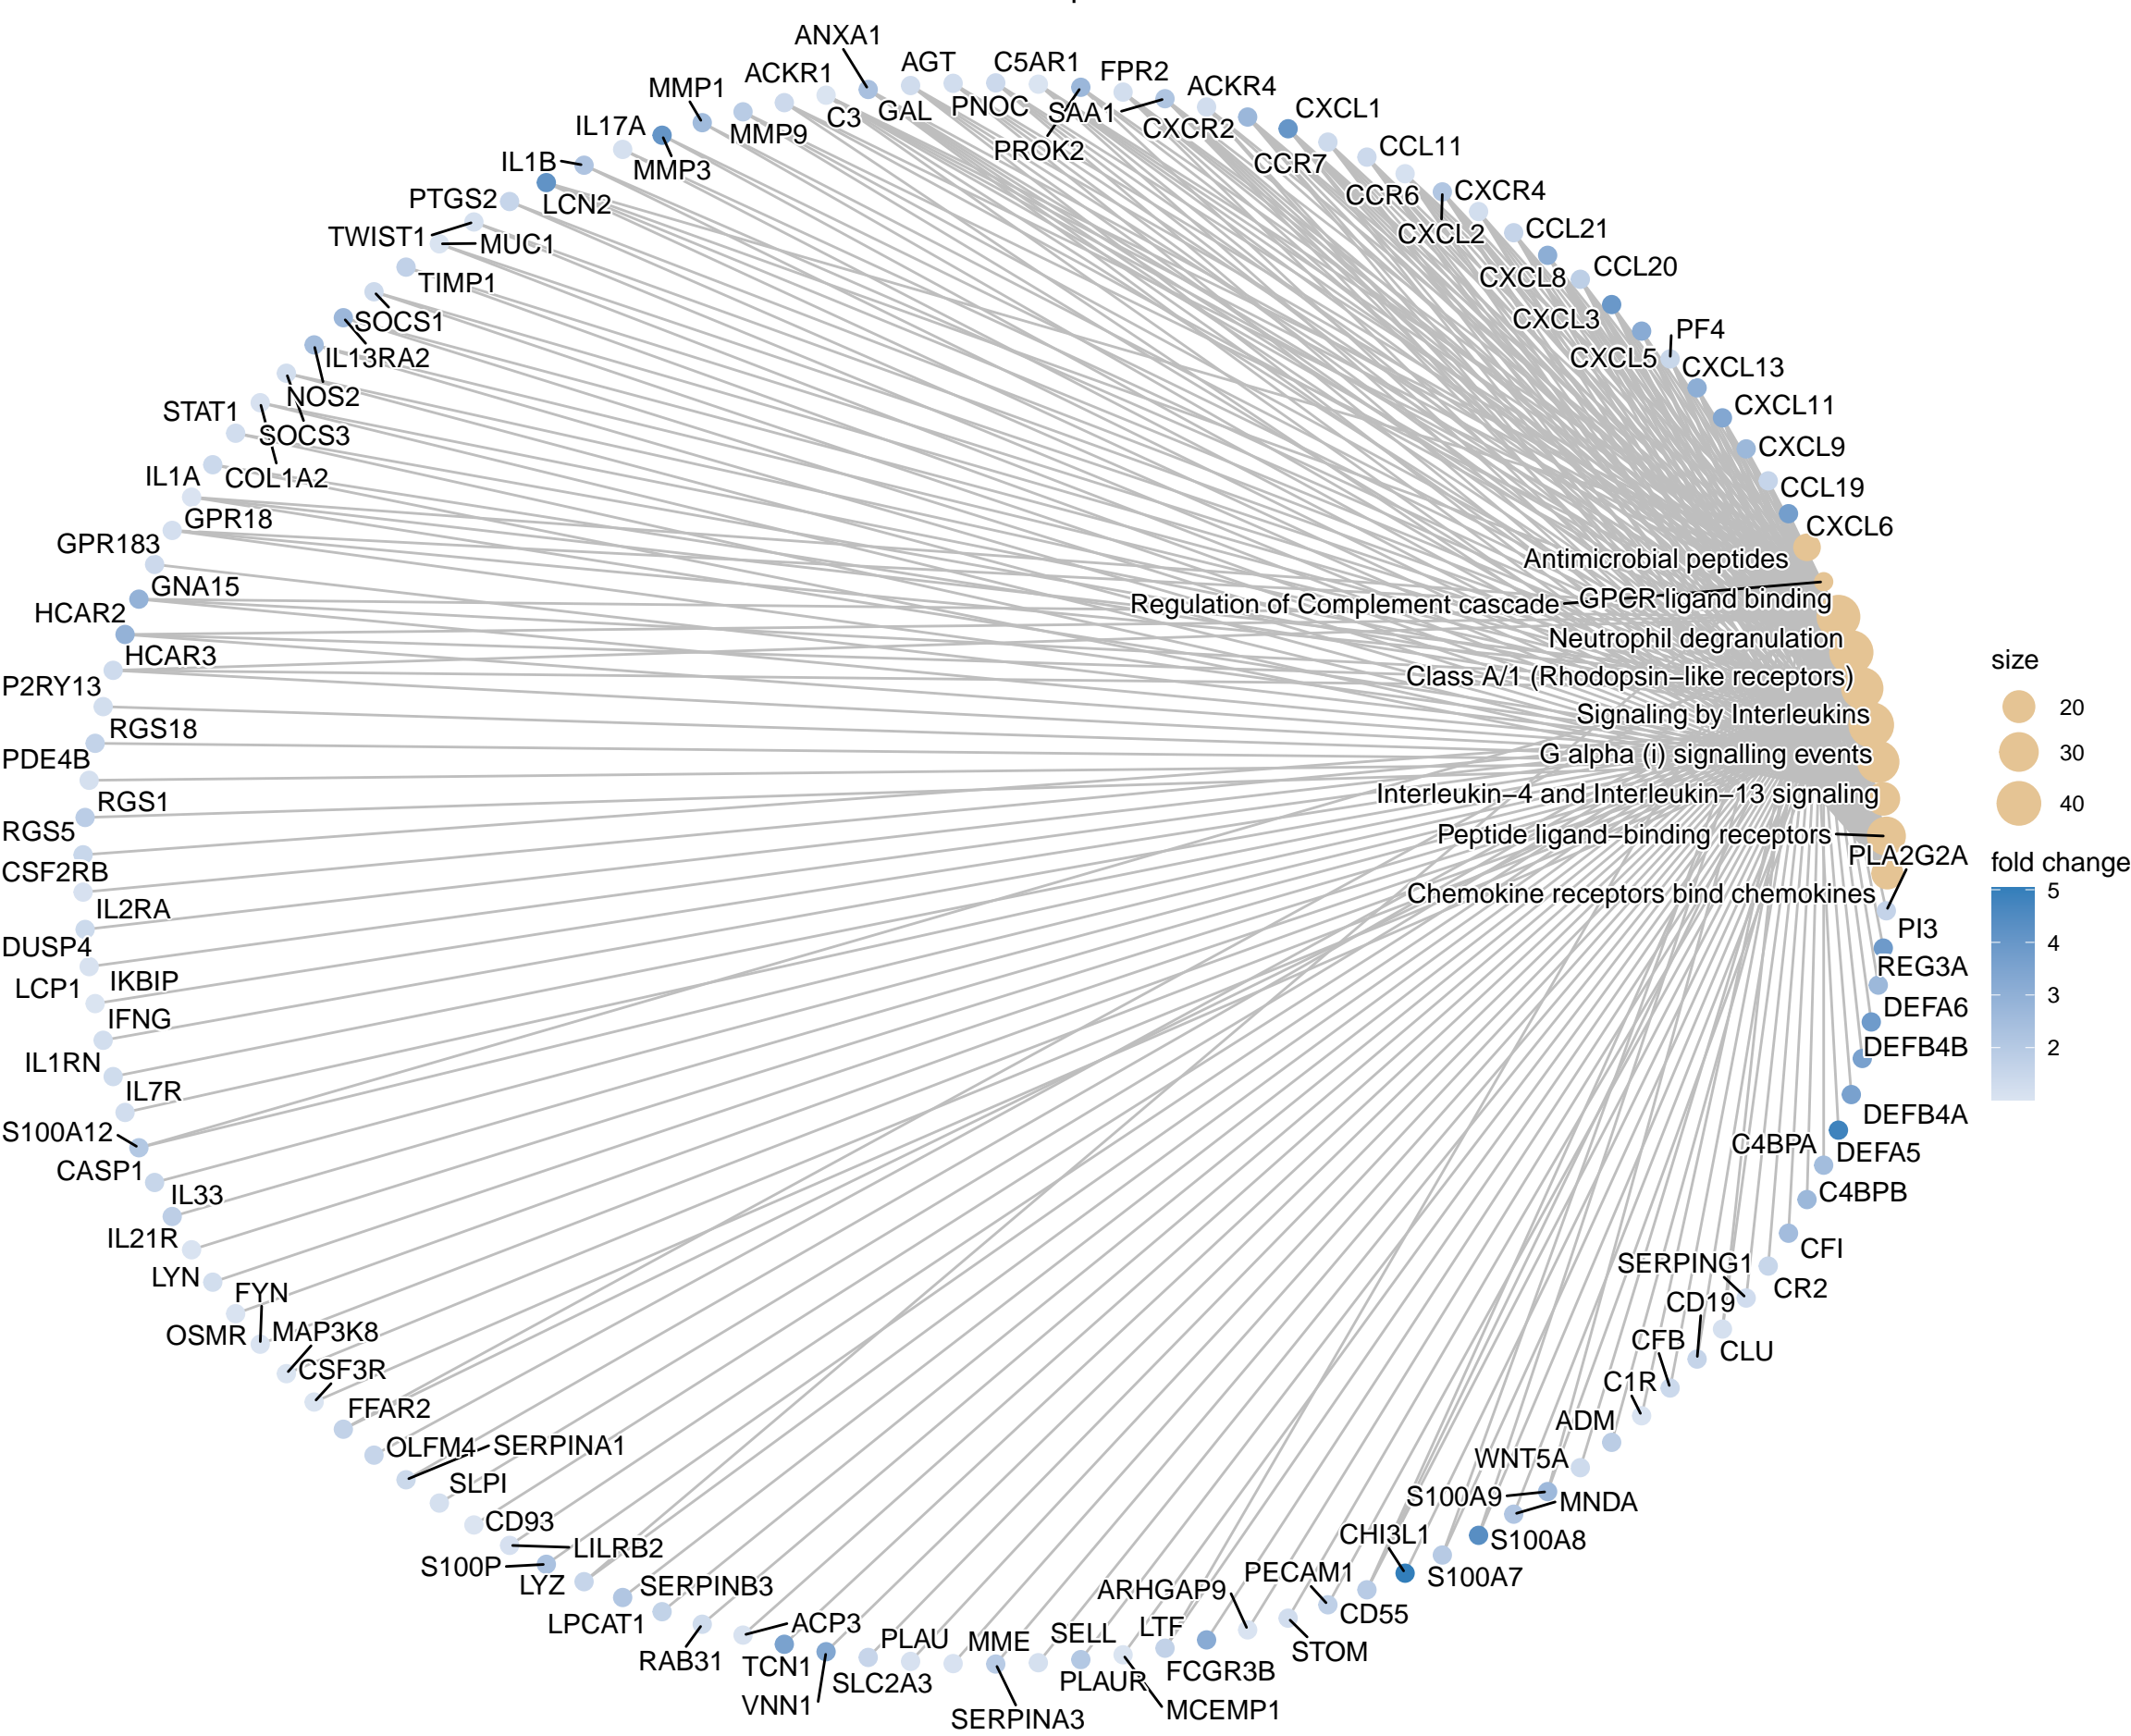 ANXA1
AGT
C5AR1
FPR2
ACKR1
ACKR4
MMP1
CXCL1
C3
GAL
PNOC
SAA1
IL17A
MMP9
CXCR2
CCL11
PROK2
IL1B
MMP3
CCR7
CCR6
CXCR4
PTGS2
LCN2
CXCL2
CCL21
TWIST1
MUC1
CXCL8
CCL20
TIMP1
SOCS1
CXCL3
PF4
IL13RA2
CXCL5
CXCL13
NOS2
STAT1
CXCL11
SOCS3
CXCL9
IL1A
COL1A2
CCL19
GPR18
CXCL6
GPR183
Antimicrobial peptides
GNA15
Regulation of Complement cascade
GPCR ligand binding
HCAR2
Neutrophil degranulation
HCAR3
Class A/1 (Rhodopsin−like receptors)
P2RY13
Signaling by Interleukins
RGS18
G alpha (i) signalling events
PDE4B
Interleukin−4 and Interleukin−13 signaling
RGS1
Peptide ligand−binding receptors
RGS5
PLA2G2A
CSF2RB
Chemokine receptors bind chemokines
IL2RA
PI3
DUSP4
REG3A
IKBIP
LCP1
DEFA6
IFNG
DEFB4B
IL1RN
IL7R
DEFB4A
S100A12
C4BPA
DEFA5
CASP1
IL33
C4BPB
IL21R
CFI
LYN
SERPING1
FYN
CR2
CD19
OSMR
MAP3K8
CFB
CLU
CSF3R
C1R
FFAR2
ADM
OLFM4
SERPINA1
WNT5A
SLPI
S100A9
MNDA
CD93
CHI3L1
S100A8
LILRB2
S100P
PECAM1
S100A7
LYZ
SERPINB3
ARHGAP9
CD55
LPCAT1
ACP3
LTF
PLAU
MME
SELL
STOM
RAB31
TCN1
SLC2A3
PLAUR
FCGR3B
VNN1
SERPINA3
MCEMP1
size
20
30
40
fold change
5
4
3
2